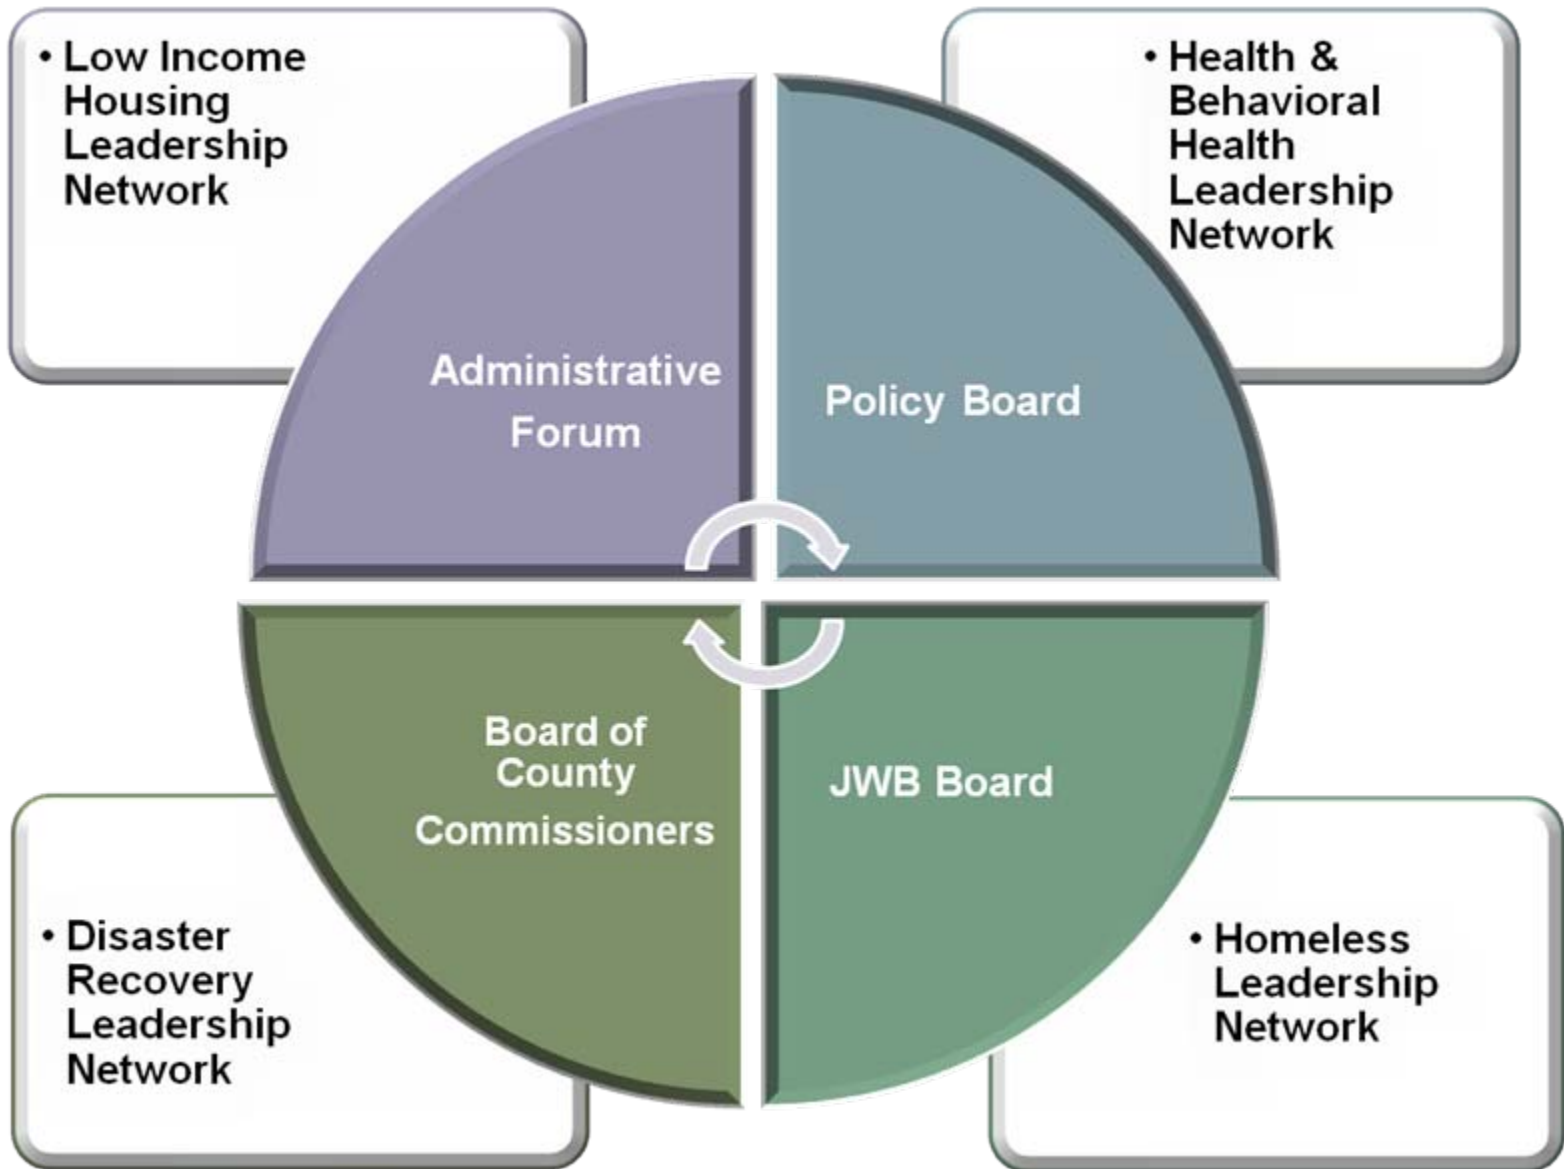 • Low Income
Housing
Leadership
Network
• Health &
Behavioral
Health
Leadership
Network
Administrative
Forum
Policy Board
Board of
County
Commissioners
JWB Board
• Disaster
Recovery
Leadership
Network
• Homeless
Leadership
Network